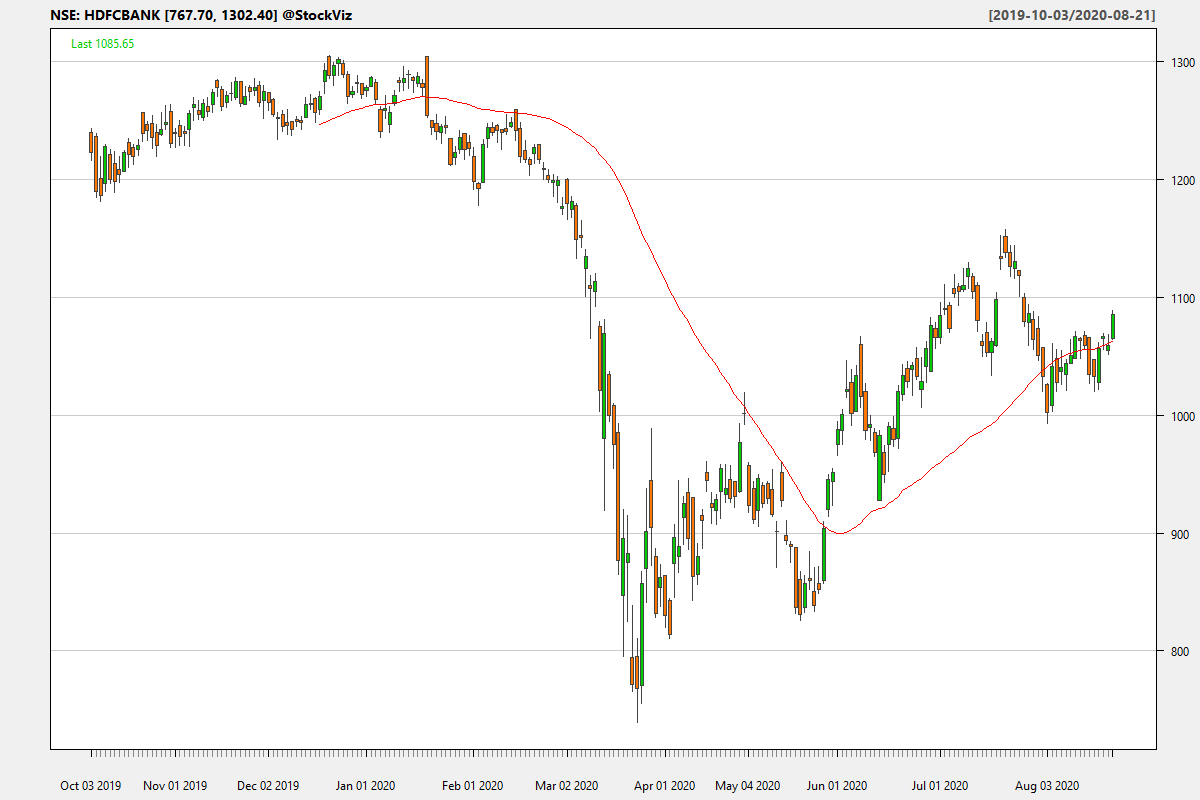 NSE: HDFCBANK [767.70, 1302.40] @StockViz [2019-10-03/2020-08-21]
Last 1085.65
1300
1200
1100
1000
900
800
Oct 03 2019 Nov 01 2019 Dec 02 2019 Jan 01 2020 Feb 01 2020 Mar 02 2020 Apr 01 2020 May 04 2020 Jun 01 2020 Jul 01 2020 Aug 03 2020